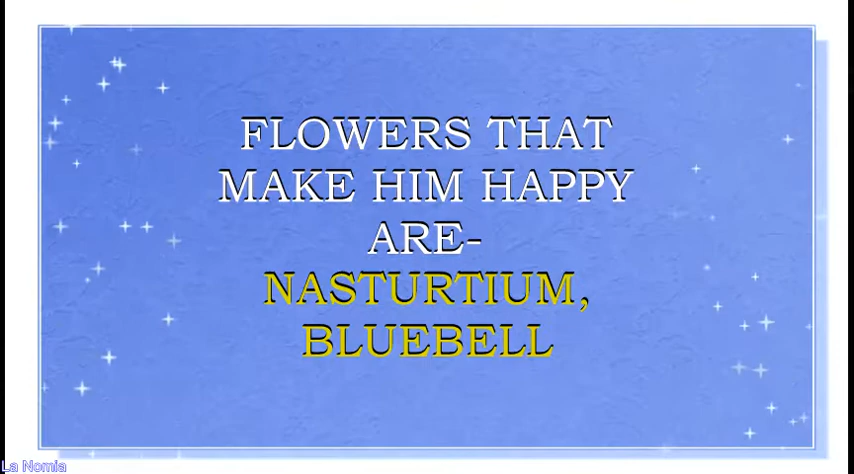 FLOWERS THAT
MAKE HIM HAPPY
ARE-
NASTURTIUM,
BLUEBELL
La Nomia